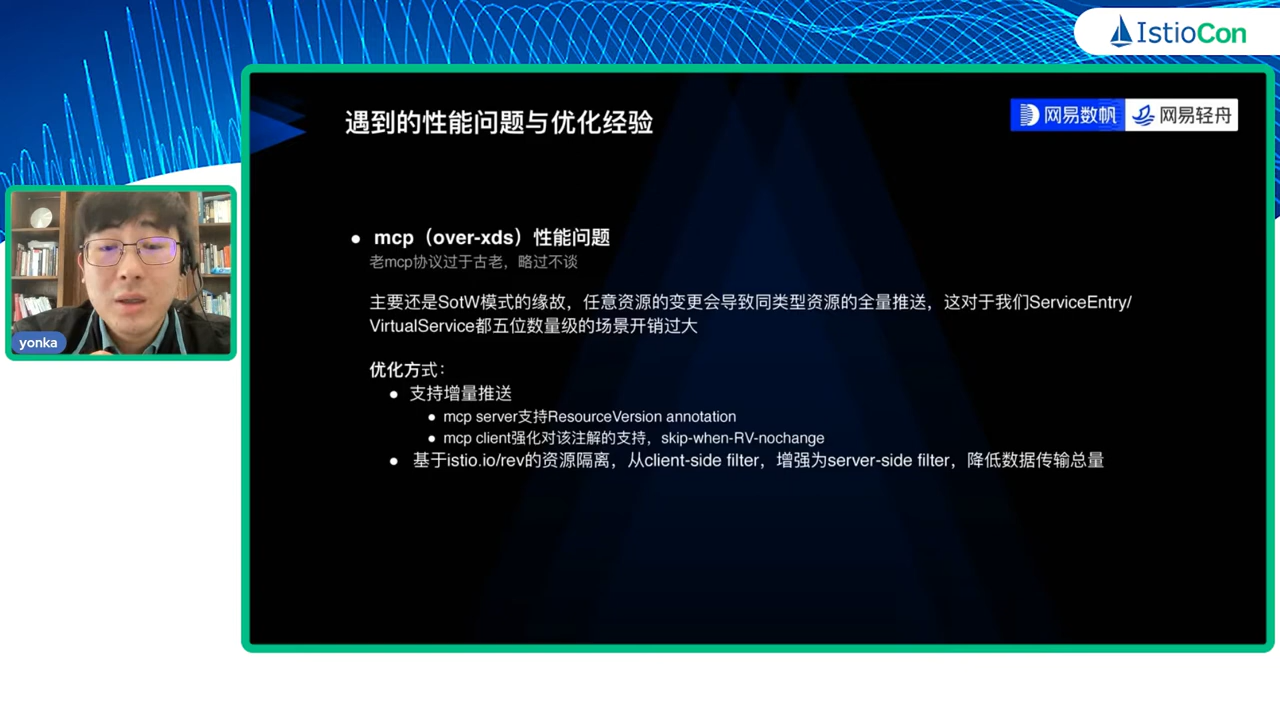 IstioCon
遇到的性能问题与优化经验
网易数帆
网易轻舟
mcp（over-xds）性能问题
老mcp协议过于古老，略过不谈
主要还是SotW模式的缘故，任意资源的变更会导致同类型资源的全量推送，这对于我们ServiceEntry/
VirtualService都五位数量级的场景开销过大
优化方式：
支持增量推送
mcp server支持ResourceVersion annotation
mcp client强化对该注解的支持，skip-when-RV-nochange
基于istio.io/rev的资源隔离，从client-side filter，增强为server-side filter，降低数据传输总量
yonka